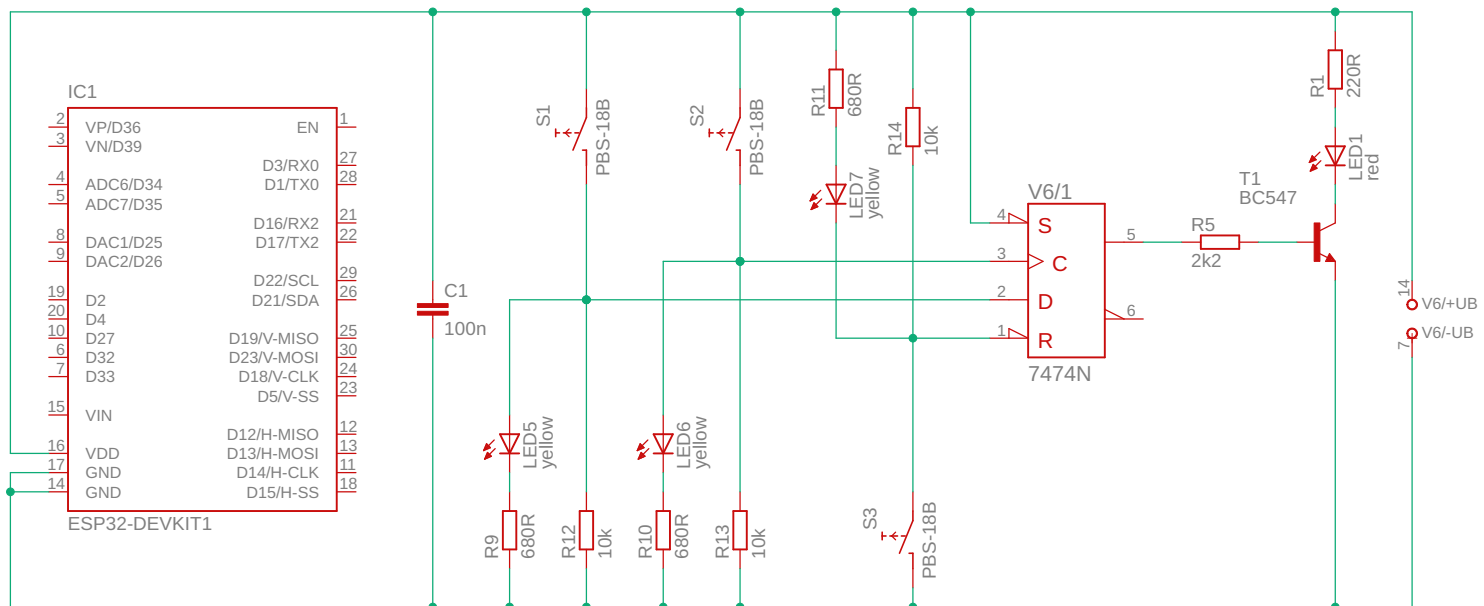 IC1
2 VP/D36
3 VN/D39
4 ADC6/D34
5 ADC7/D35
8 DAC1/D25
9 DAC2/D26
19 D2
20 D4
10 D27
6 D32
7 D33
15 VIN
16 VDD
17 GND
14 GND
EN 1
D3/RX0 27
D1/TX0 28
D16/RX2 21
D17/TX2 22
D22/SCL 29
D21/SDA 26
D19/V-MISO 25
D23/V-MOSI 30
D18/V-CLK 24
D5/V-SS 23
D12/H-MISO 12
D13/H-MOSI 13
D14/H-CLK 11
D15/H-SS 18
ESP32-DEVKIT1
C1
100n
S1
PBS-18B
S2
PBS-18B
R11
680R
LED7
yellow
R14
10k
LED5
yellow
R9
680R
R12
10k
LED6
yellow
R10
680R
R13
10k
S3
PBS-18B
V6/1
4 S
3 C
2 D
1 R
5
6
7474N
R5
2k2
T1
BC547
R1
220R
LED1
red
14
V6/+UB
V6/-UB
7